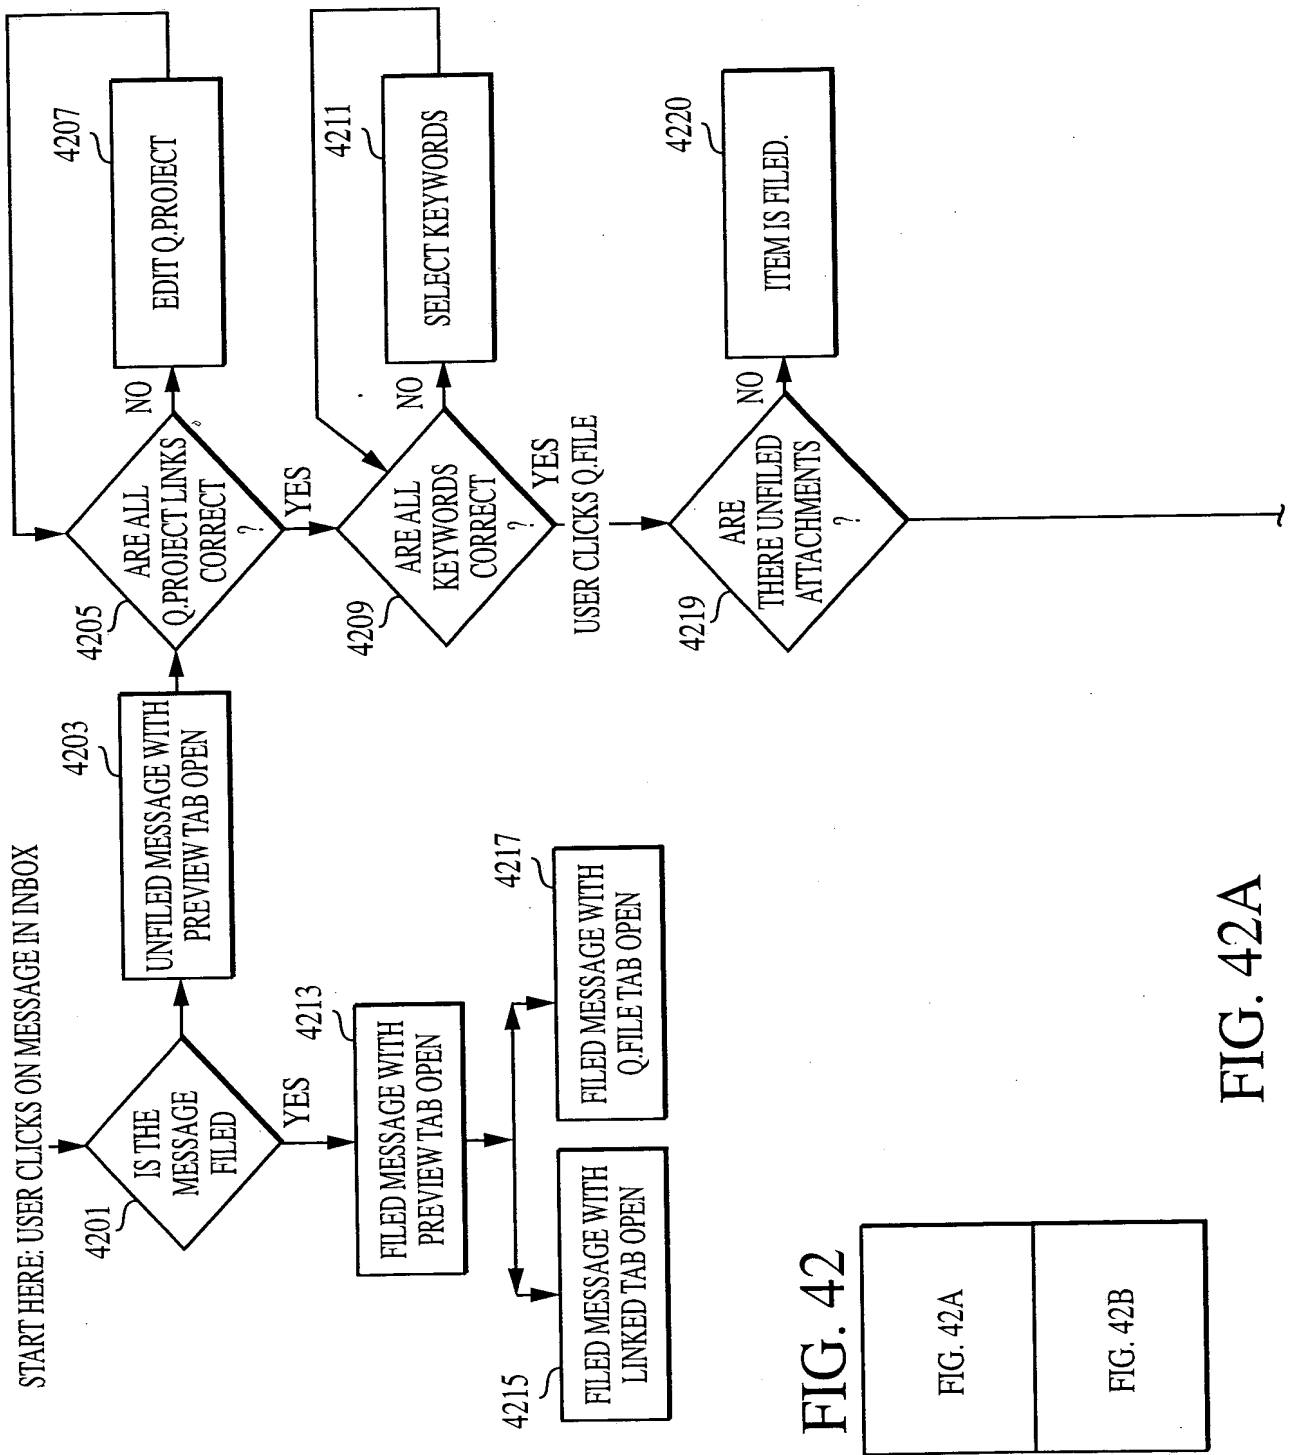 START HERE: USER CLICKS ON MESSAGE IN INBOX
4201
IS THE
MESSAGE
FILED
YES
4203
UNFILED MESSAGE WITH
PREVIEW TAB OPEN
4205
ARE ALL
Q.PROJECT LINKS
CORRECT
?
NO
4207
EDIT Q.PROJECT
YES
4209
ARE ALL
KEYWORDS
CORRECT
?
NO
4211
SELECT KEYWORDS
YES
USER CLICKS Q.FILE
4213
FILED MESSAGE WITH
PREVIEW TAB OPEN
4215
FILED MESSAGE WITH
LINKED TAB OPEN
4217
FILED MESSAGE WITH
Q.FILE TAB OPEN
4219
ARE
THERE UNFILED
ATTACHMENTS
?
NO
4220
ITEM IS FILED.
FIG. 42
FIG. 42A
FIG. 42B
FIG. 42A